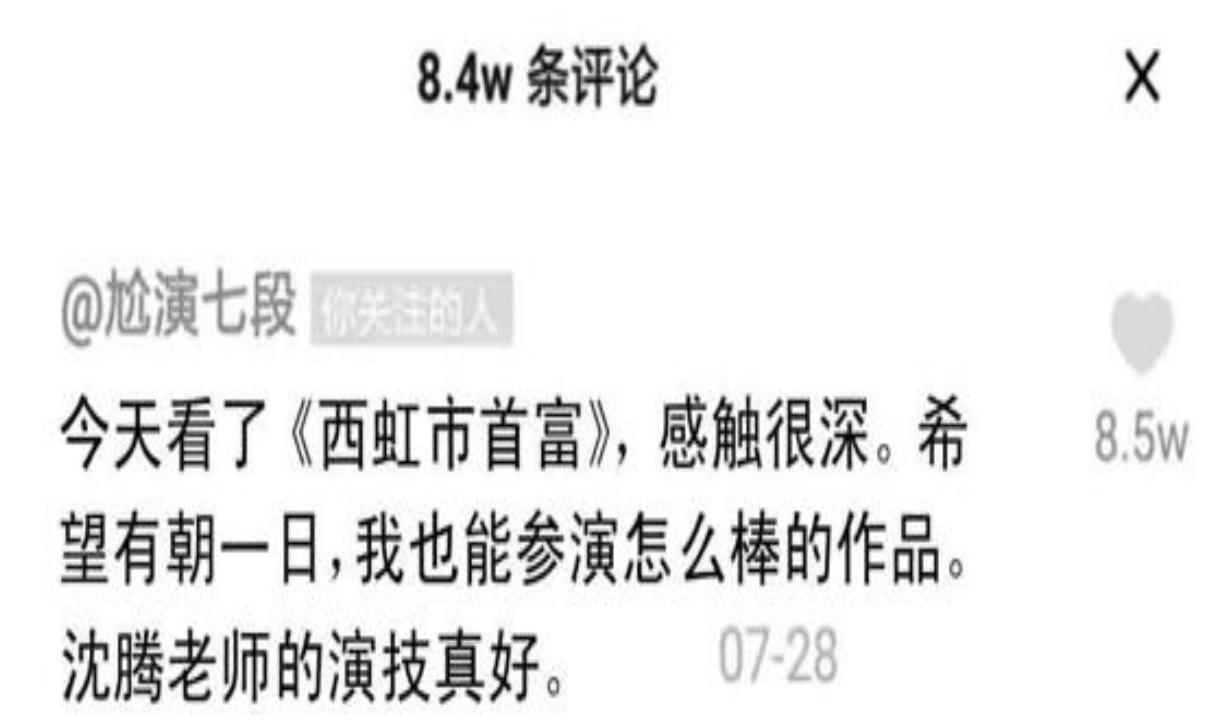 8.4w 条评论
X
@尬演七段 你关注的人
今天看了《西虹市首富》，感触很深。希
8.5w
望有朝一日，我也能参演怎么棒的作品。
沈腾老师的演技真好。 07-28